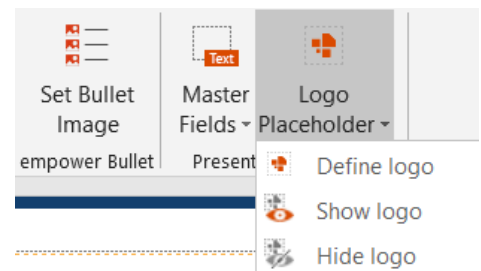 Text
Set Bullet Image
Master Fields
Logo Placeholder
empower Bullet
Present
Define logo
Show logo
Hide logo